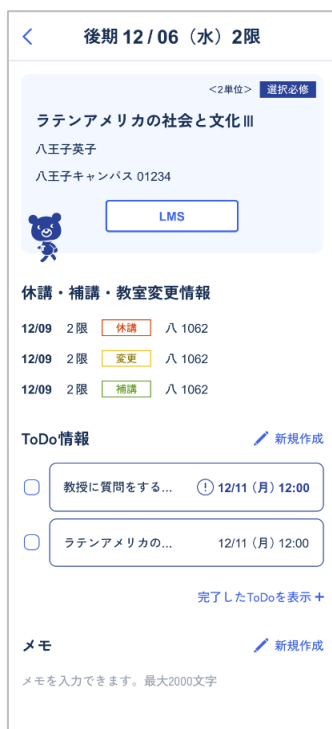 後期 12 / 06（水）2限
<2単位> 選択必修
ラテンアメリカの社会と文化Ⅲ
八王子英子
八王子キャンパス 01234
LMS
休講・補講・教室変更情報
12/09 2限 休講 八 1062
12/09 2限 変更 八 1062
12/09 2限 補講 八 1062
ToDo情報 新規作成
教授に質問をする... ! 12/11（月）12:00
ラテンアメリカの... 12/11（月）12:00
完了したToDoを表示 +
メモ 新規作成
メモを入力できます。最大2000文字